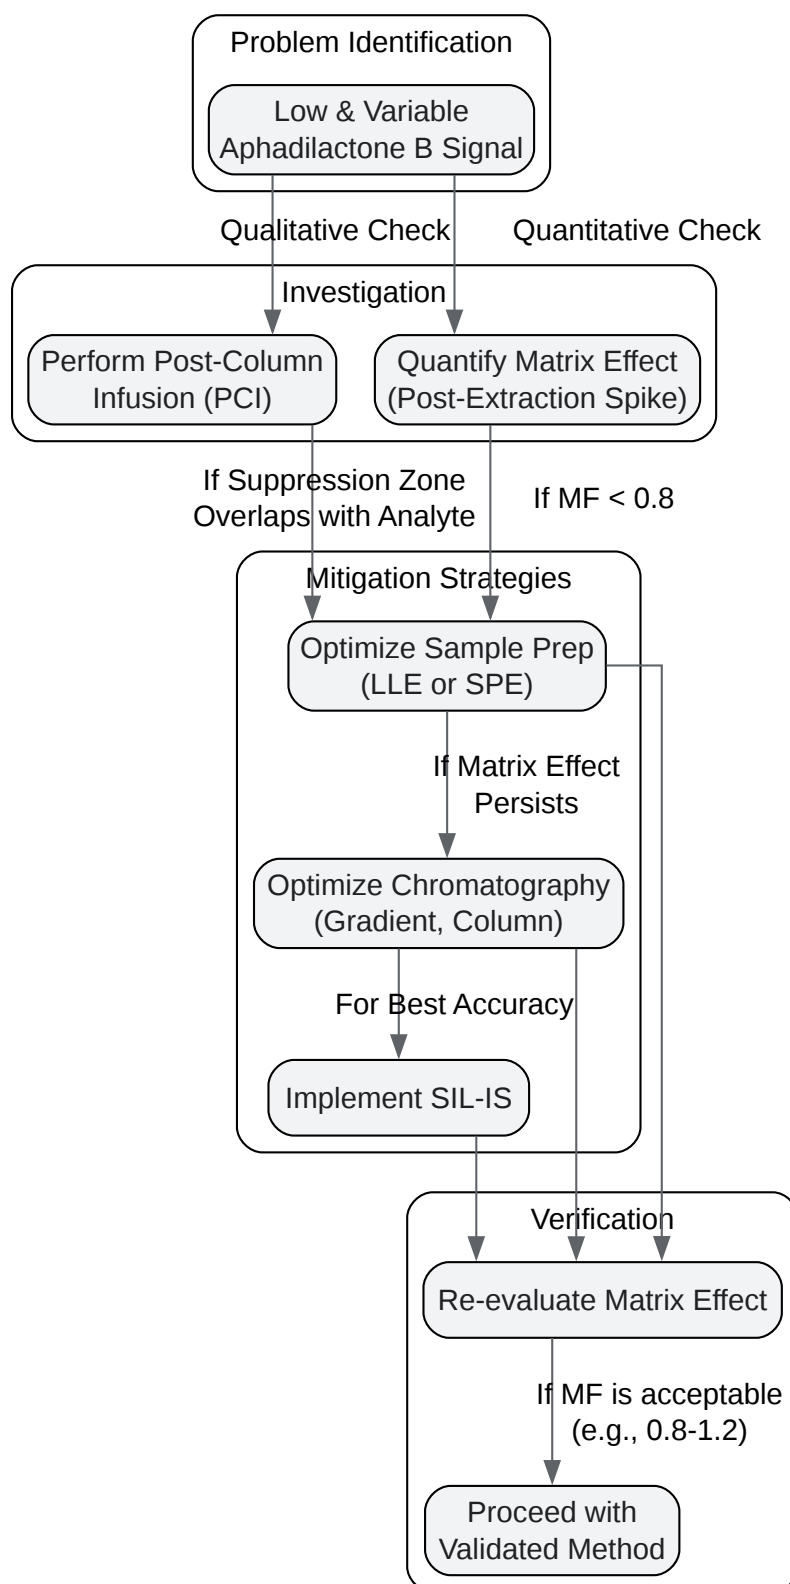 Problem Identification
Low & Variable
Aphadilactone B Signal
Qualitative Check
Quantitative Check
Investigation
Perform Post-Column
Infusion (PCI)
Quantify Matrix Effect
(Post-Extraction Spike)
If Suppression Zone
Overlaps with Analyte
If MF < 0.8
Mitigation Strategies
Optimize Sample Prep
(LLE or SPE)
If Matrix Effect
Persists
Optimize Chromatography
(Gradient, Column)
For Best Accuracy
Implement SIL-IS
Verification
Re-evaluate Matrix Effect
If MF is acceptable
(e.g., 0.8-1.2)
Proceed with
Validated Method